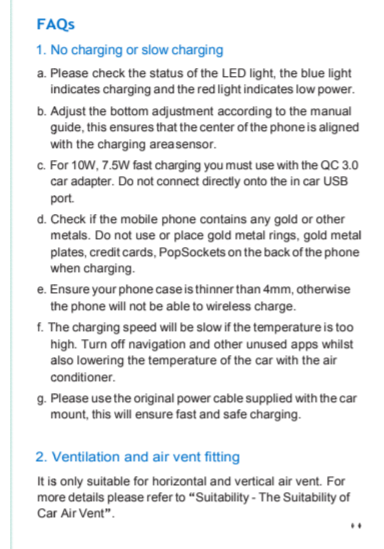 FAQs
1. No charging or slow charging
a. Please check the status of the LED light, the blue light
indicates charging and the red light indicates low power.
b. Adjust the bottom adjustment according to the manual
guide, this ensures that the center of the phone is aligned
with the charging area sensor.
c. For 10W, 7.5W fast charging you must use with the QC 3.0
car adapter. Do not connect directly onto the in car USB
port.
d. Check if the mobile phone contains any gold or other
metals. Do not use or place gold metal rings, gold metal
plates, credit cards, PopSockets on the back of the phone
when charging.
e. Ensure your phone case is thinner than 4mm, otherwise
the phone will not be able to wireless charge.
f. The charging speed will be slow if the temperature is too
high. Turn off navigation and other unused apps whilst
also lowering the temperature of the car with the air
conditioner.
g. Please use the original power cable supplied with the car
mount, this will ensure fast and safe charging.
2. Ventilation and air vent fitting
It is only suitable for horizontal and vertical air vent. For
more details please refer to “Suitability - The Suitability of
Car Air Vent”.